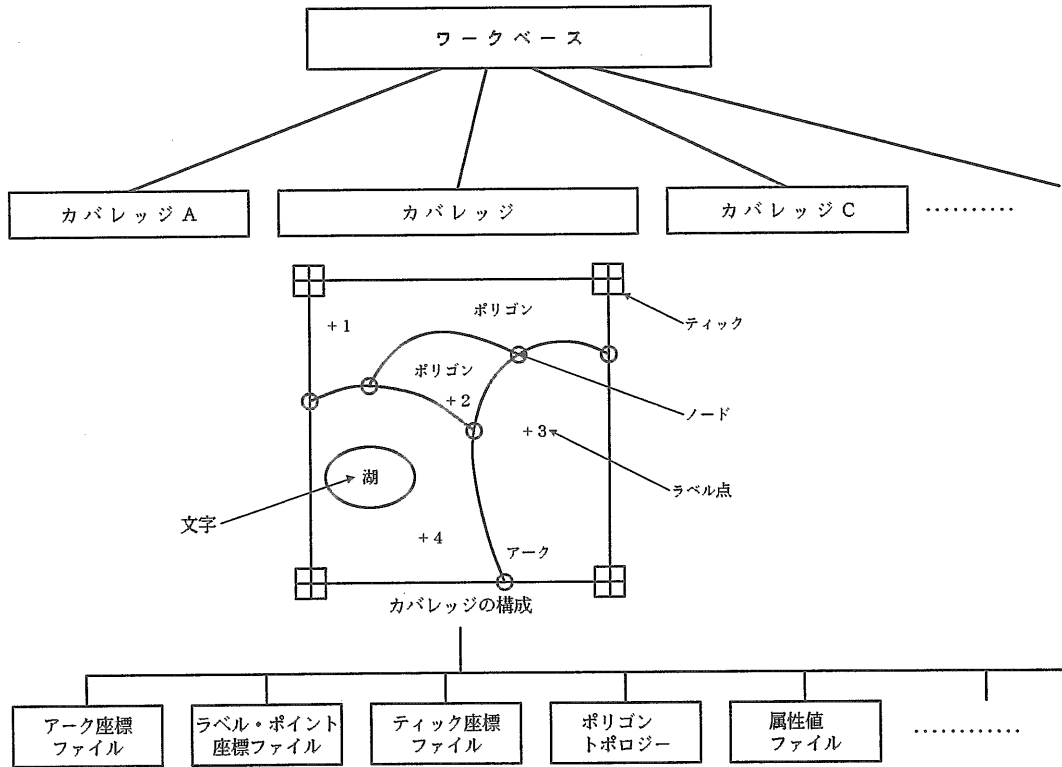 ワークベース
カバレッジA
カバレッジ
カバレッジC
…………
ポリゴン
+1
ティック
ポリゴン
+2
ノード
+3
ラベル点
湖
文字
+4
アーク
カバレッジの構成
アーク座標
ファイル
ラベル・ポイント
座標ファイル
ティック座標
ファイル
ポリゴン
トポロジー
属性値
ファイル
…………